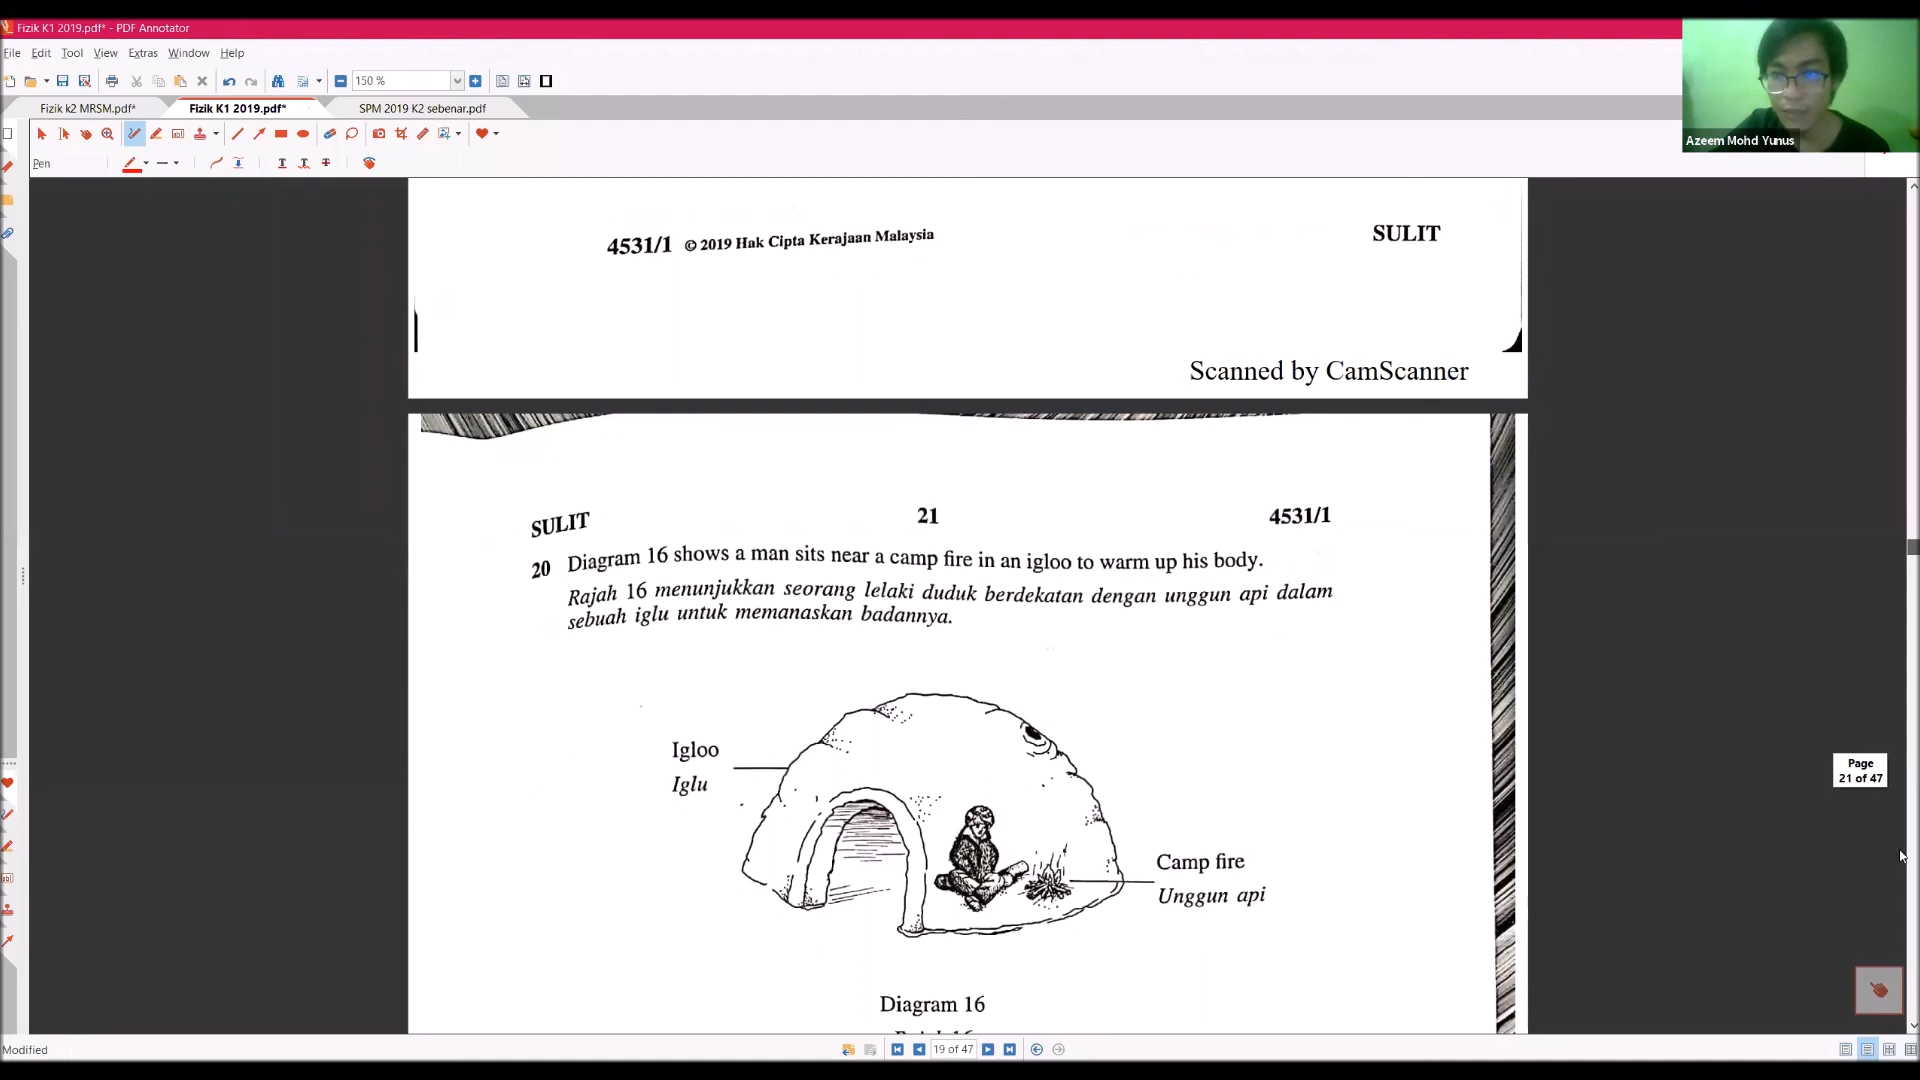 Fizik K1 2019.pdf* - PDF Annotator
File Edit Tool View Extras Window Help
150 %
Fizik k2 MRSM.pdf*
Fizik K1 2019.pdf*
SPM 2019 K2 sebenar.pdf
Azeem Mohd Yunus
Pen
4531/1 © 2019 Hak Cipta Kerajaan Malaysia
SULIT
Scanned by CamScanner
SULIT 21 4531/1
20 Diagram 16 shows a man sits near a camp fire in an igloo to warm up his body.
Rajah 16 menunjukkan seorang lelaki duduk berdekatan dengan unggun api dalam
sebuah iglu untuk memanaskan badannya.
Igloo
Iglu
Camp fire
Unggun api
Diagram 16
Page
21 of 47
Modified
19 of 47